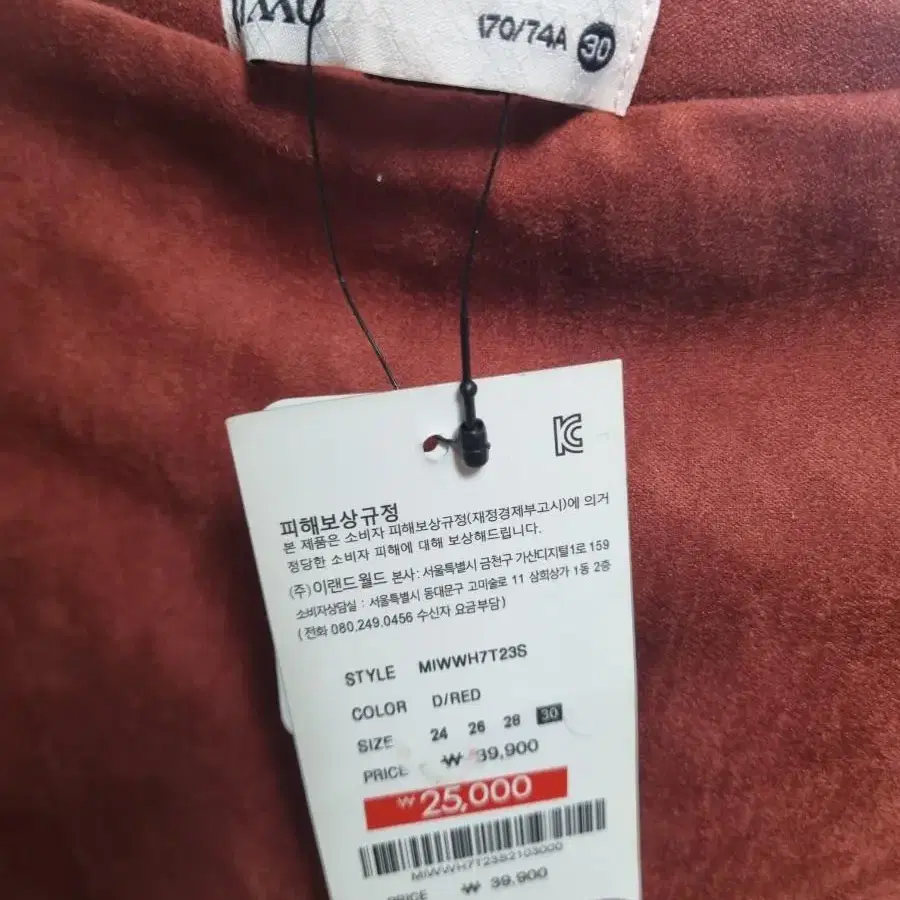 170/74A 30
피해보상규정
본 제품은 소비자 피해보상규정(재정경제부고시)에 의거
정당한 소비자 피해에 대해 보상해드립니다.
(주)이랜드월드 본사 : 서울특별시 금천구 가산디지털1로 159
소비자상담실 : 서울특별시 동대문구 고미술로 11 삼희상가 1동 2층
(전화 080.249.0456 수신자 요금부담)
STYLE MIWWH7T23S
COLOR D/RED
SIZE 24 26 28 30
PRICE ₩ 39,900
₩25,000
MIWWH7T23S2103000
PRICE ₩ 39,900